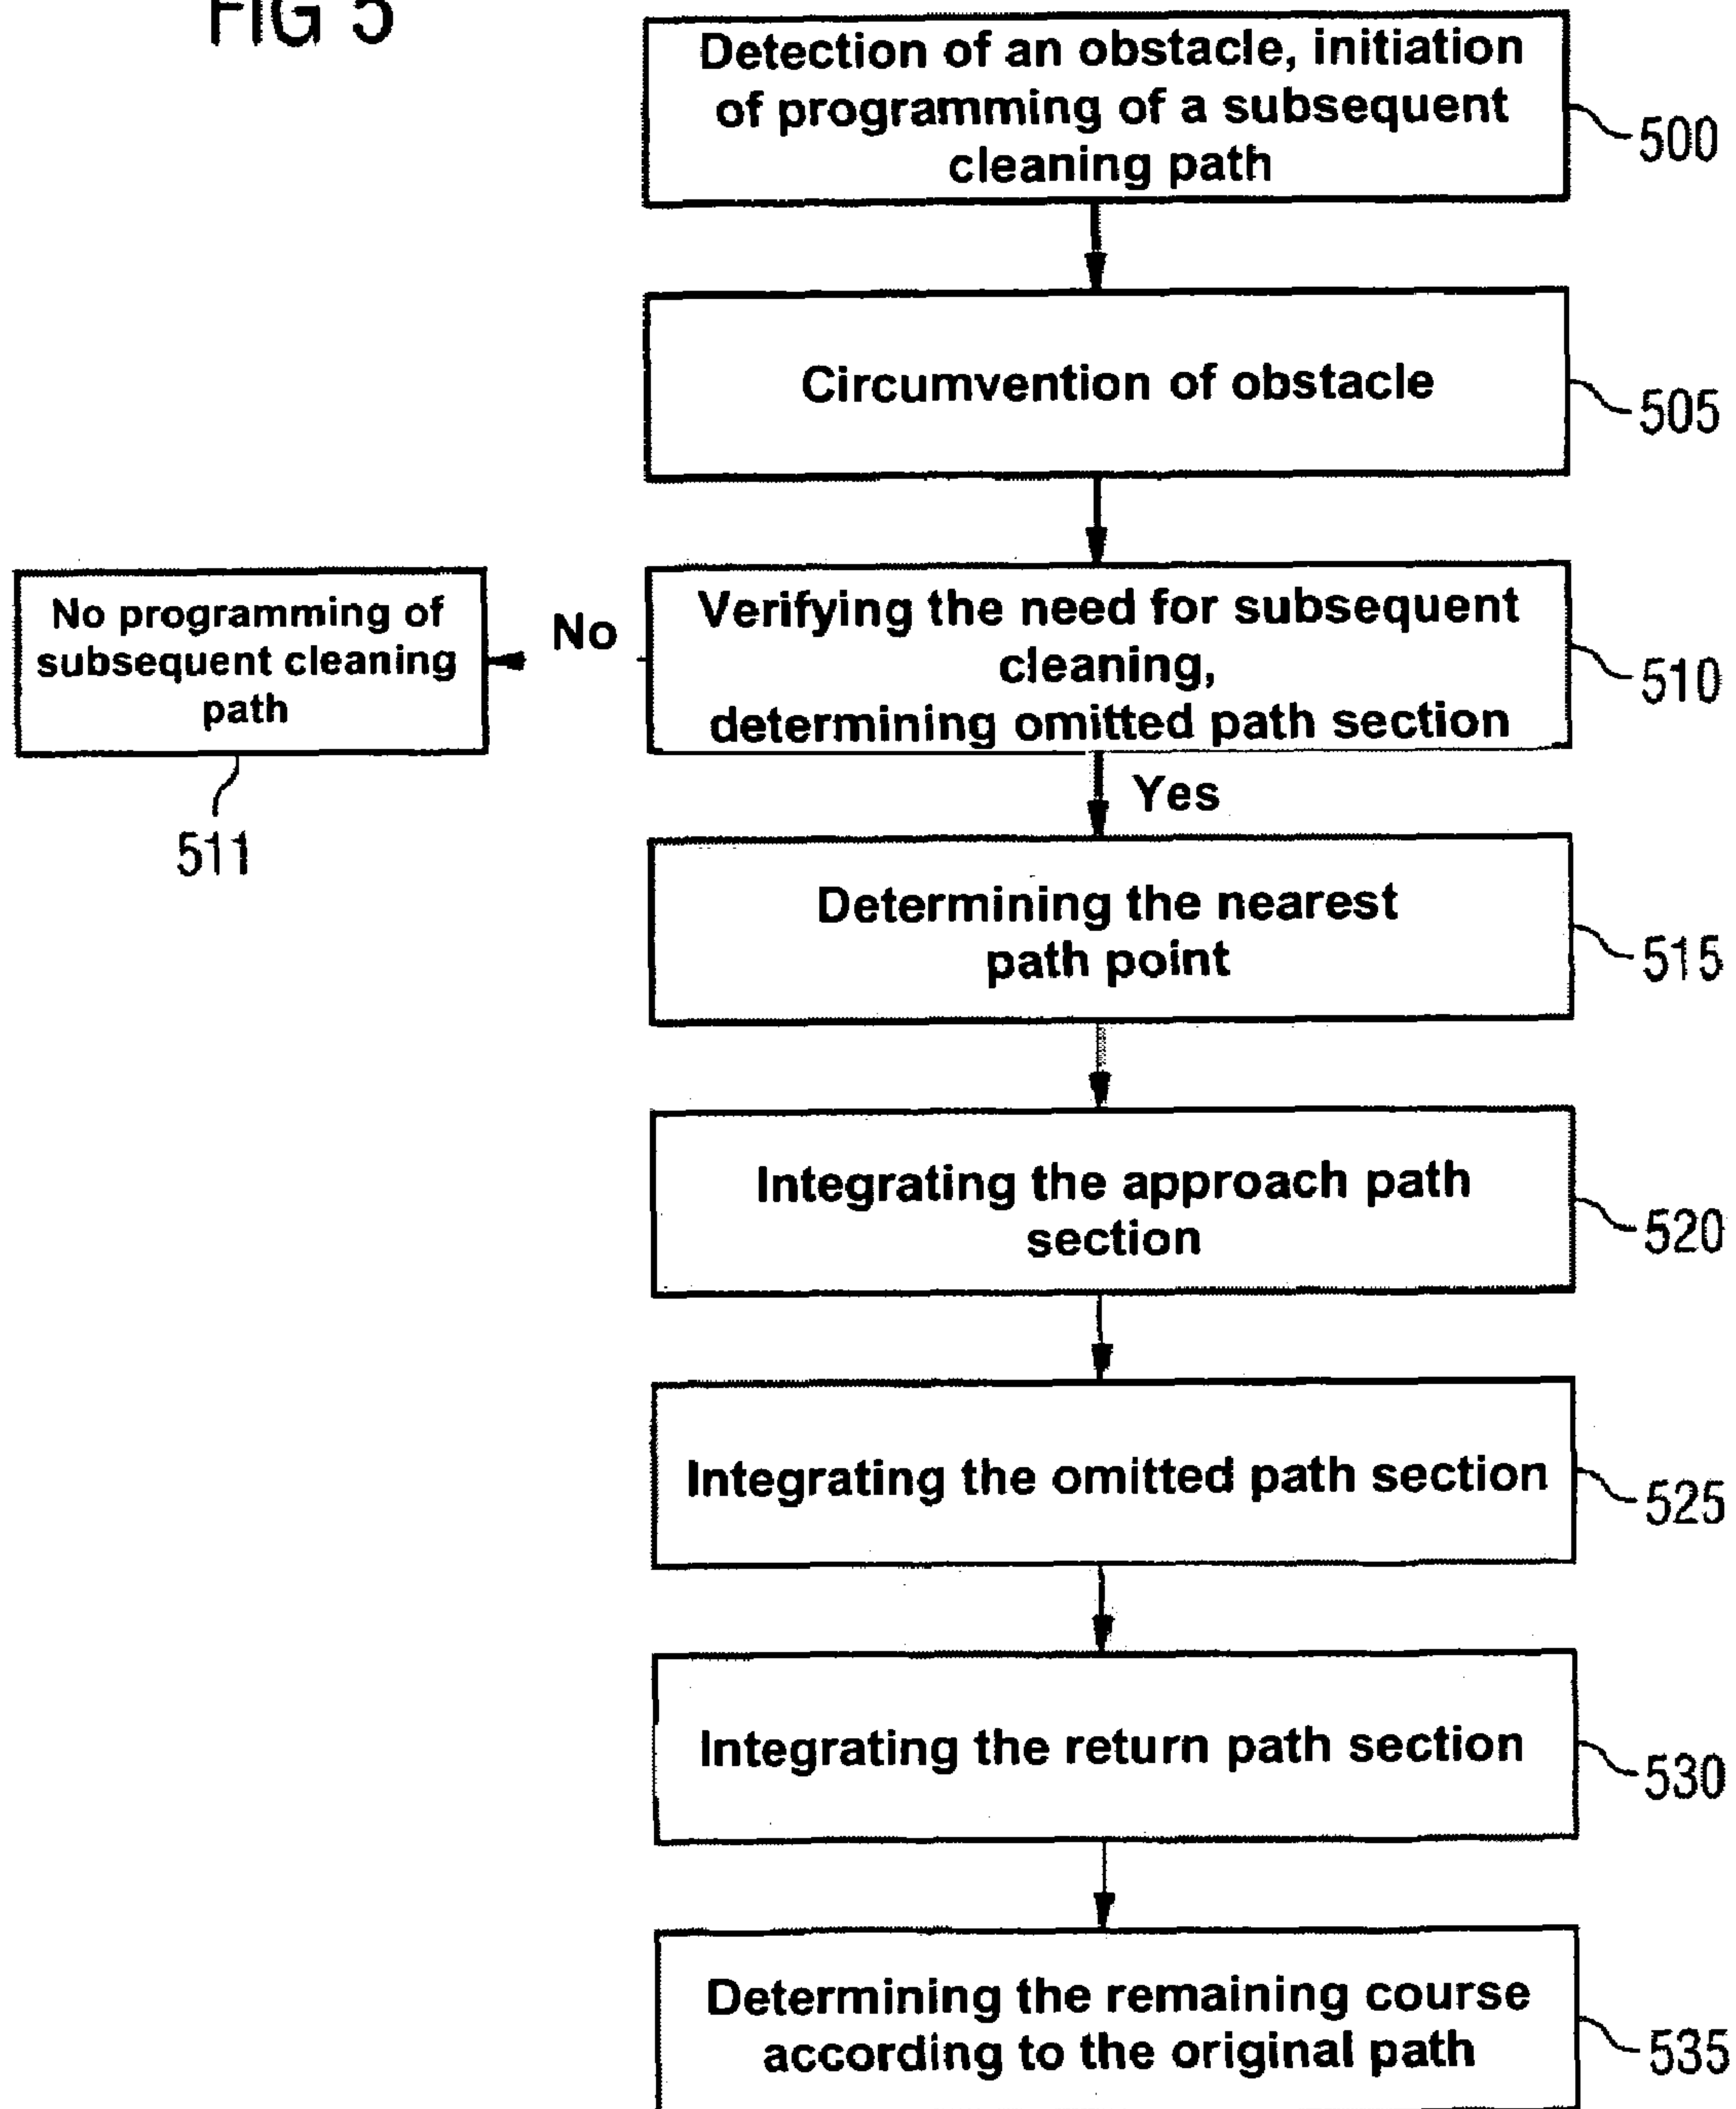 FIG 5
Detection of an obstacle, initiation
of programming of a subsequent
cleaning path
500
Circumvention of obstacle
505
Verifying the need for subsequent
cleaning,
determining omitted path section
510
No
No programming of
subsequent cleaning
path
511
Yes
Determining the nearest
path point
515
Integrating the approach path
section
520
Integrating the omitted path section
525
Integrating the return path section
530
Determining the remaining course
according to the original path
535